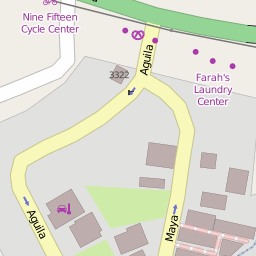 Nine Fifteen
Cycle Center
Aguila
3322
Farah's
Laundry
Center
Aguila
Maya